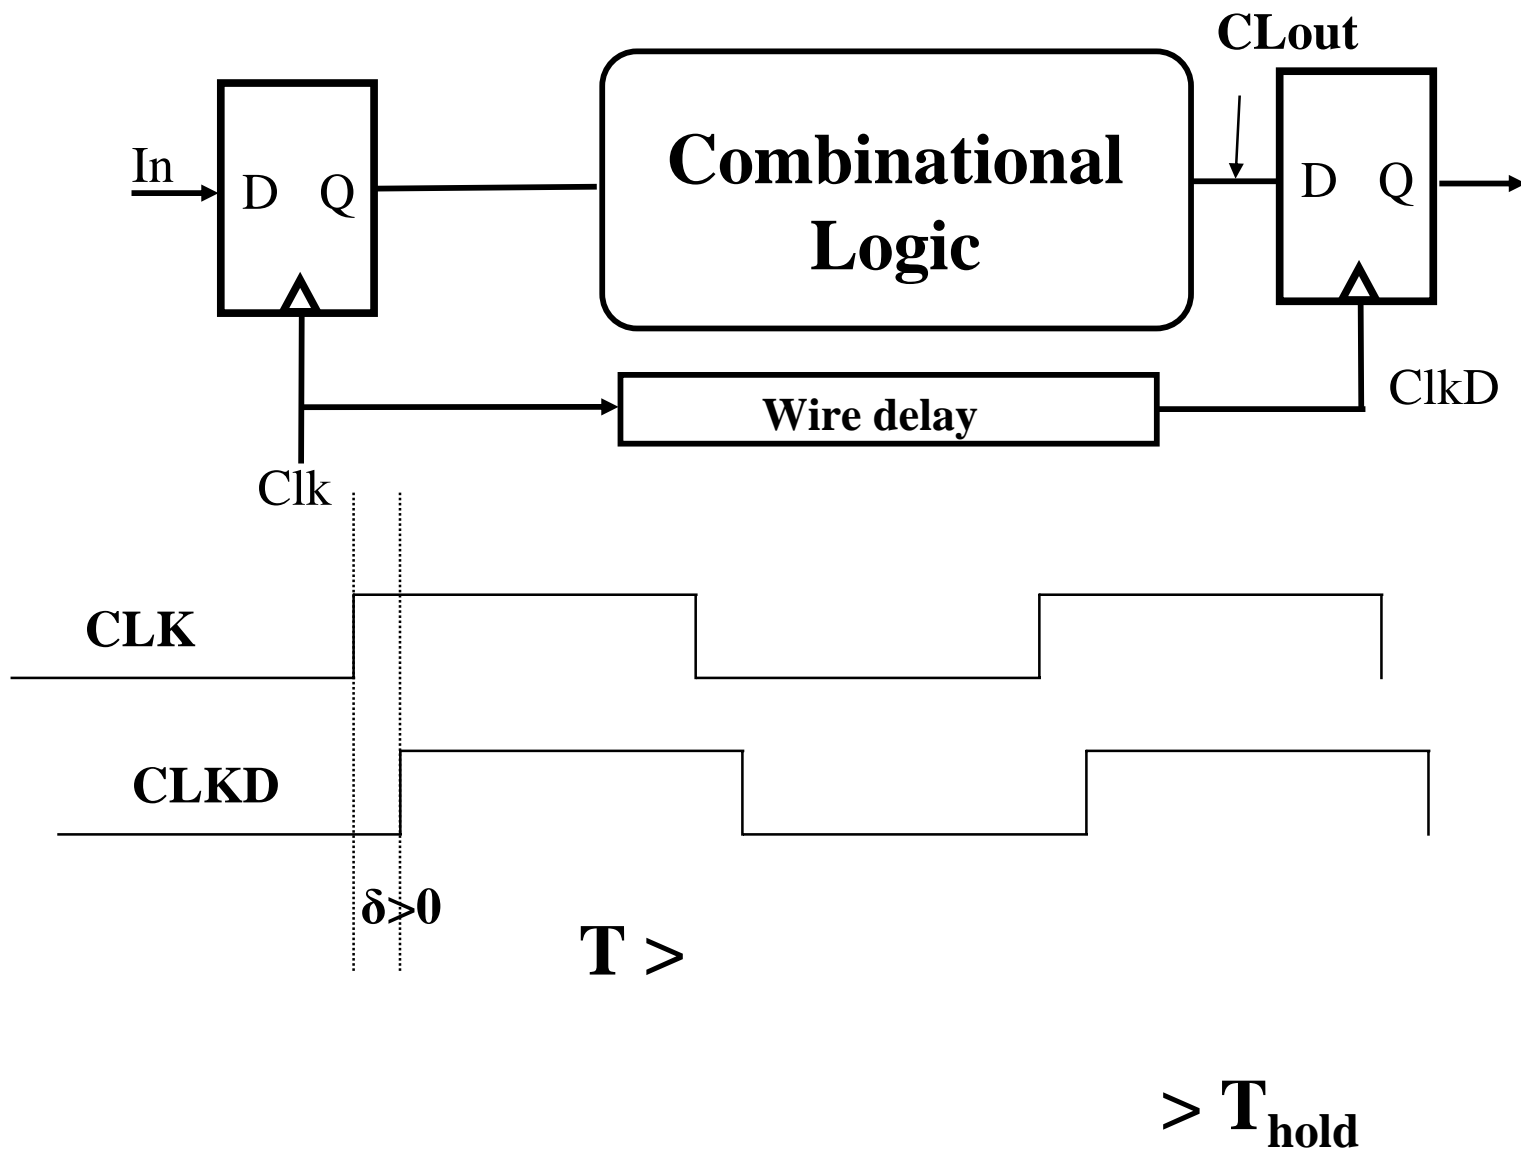 CLout
In
D Q
Combinational
Logic
D Q
ClkD
Wire delay
Clk
CLK
CLKD
δ>0
T >
> Thold